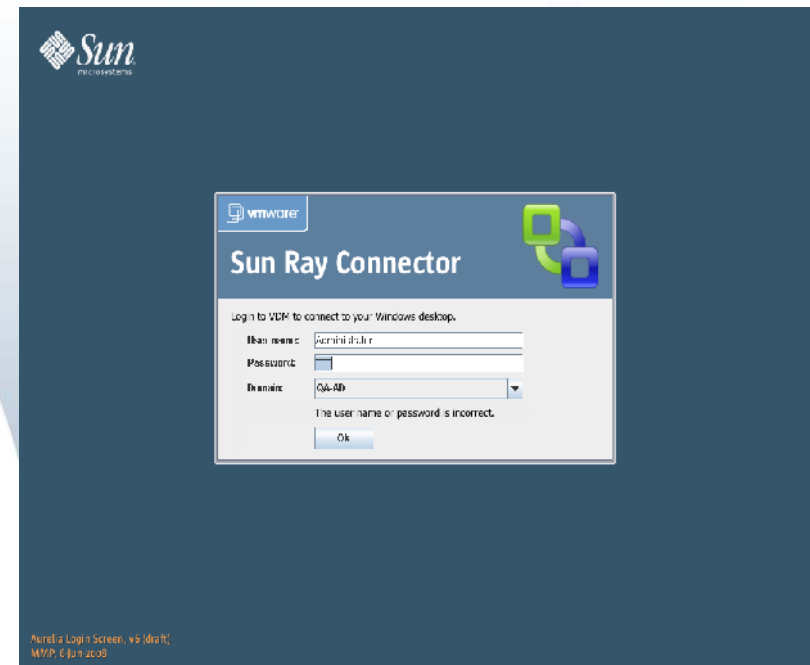 Sun
microsystems
vmware
Sun Ray Connector
Login to VDM to connect to your Windows desktop.
User name: Administrator
Password:
Domain: QA-AD
The user name or password is incorrect.
Ok
Aurelia Login Screen, v6 (draft)
MMP, 6-Jun-2008